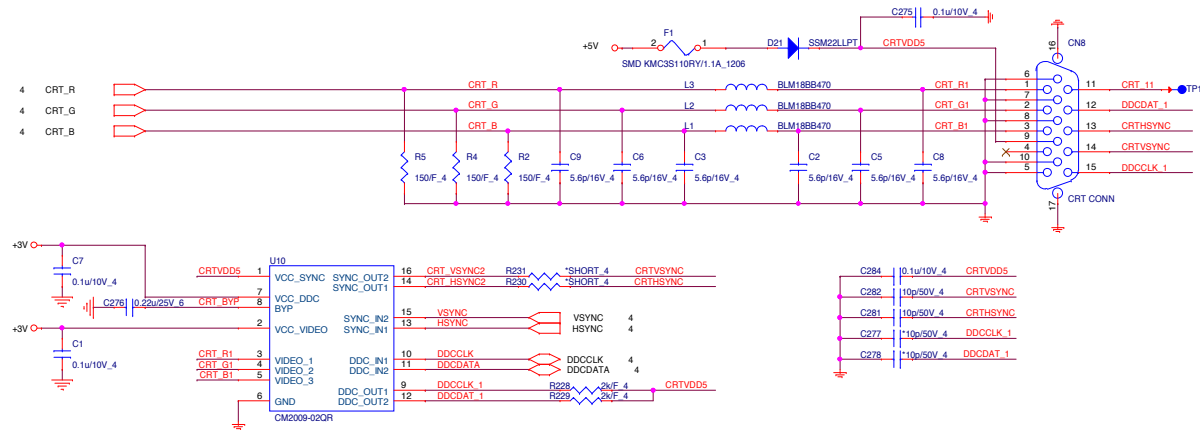 C275 0.1u/10V_4
F1
+5V 2 1 D21 SSM22LLPT CRTVDD5
SMD KMC3S110RY/1.1A_1206
16 CN8
4 CRT_R CRT_R L3 BLM18BB470 CRT_R1
4 CRT_G CRT_G L2 BLM18BB470 CRT_G1
4 CRT_B CRT_B L1 BLM18BB470 CRT_B1
6
1 11 CRT_11 TP1
7
2 12 DDCDAT_1
8
3 13 CRTHSYNC
9
4 14 CRTVSYNC
10
5 15 DDCCLK_1
17 CRT CONN
R5 R4 R2 C9 C6 C3 C2 C5 C8
150/F_4 150/F_4 150/F_4 5.6p/16V_4 5.6p/16V_4 5.6p/16V_4 5.6p/16V_4 5.6p/16V_4 5.6p/16V_4
+3V
C7
0.1u/10V_4
C276 0.22u/25V_6 CRT_BYP
+3V
C1
0.1u/10V_4
U10
CRTVDD5 1 VCC_SYNC SYNC_OUT2 16 CRT_VSYNC2 R231 *SHORT_4 CRTVSYNC
SYNC_OUT1 14 CRT_HSYNC2 R230 *SHORT_4 CRTHSYNC
7 VCC_DDC
8 BYP
SYNC_IN2 15 VSYNC VSYNC 4
2 VCC_VIDEO SYNC_IN1 13 HSYNC HSYNC 4
CRT_R1 3 VIDEO_1 DDC_IN1 10 DDCCLK DDCCLK 4
CRT_G1 4 VIDEO_2 DDC_IN2 11 DDCDATA DDCDATA 4
CRT_B1 5 VIDEO_3
DDC_OUT1 9 DDCCLK_1 R228 2k/F_4 CRTVDD5
6 GND DDC_OUT2 12 DDCDAT_1 R229 2k/F_4
CM2009-02QR
C284 0.1u/10V_4 CRTVDD5
C282 *10p/50V_4 CRTVSYNC
C281 *10p/50V_4 CRTHSYNC
C277 *10p/50V_4 DDCCLK_1
C278 *10p/50V_4 DDCDAT_1